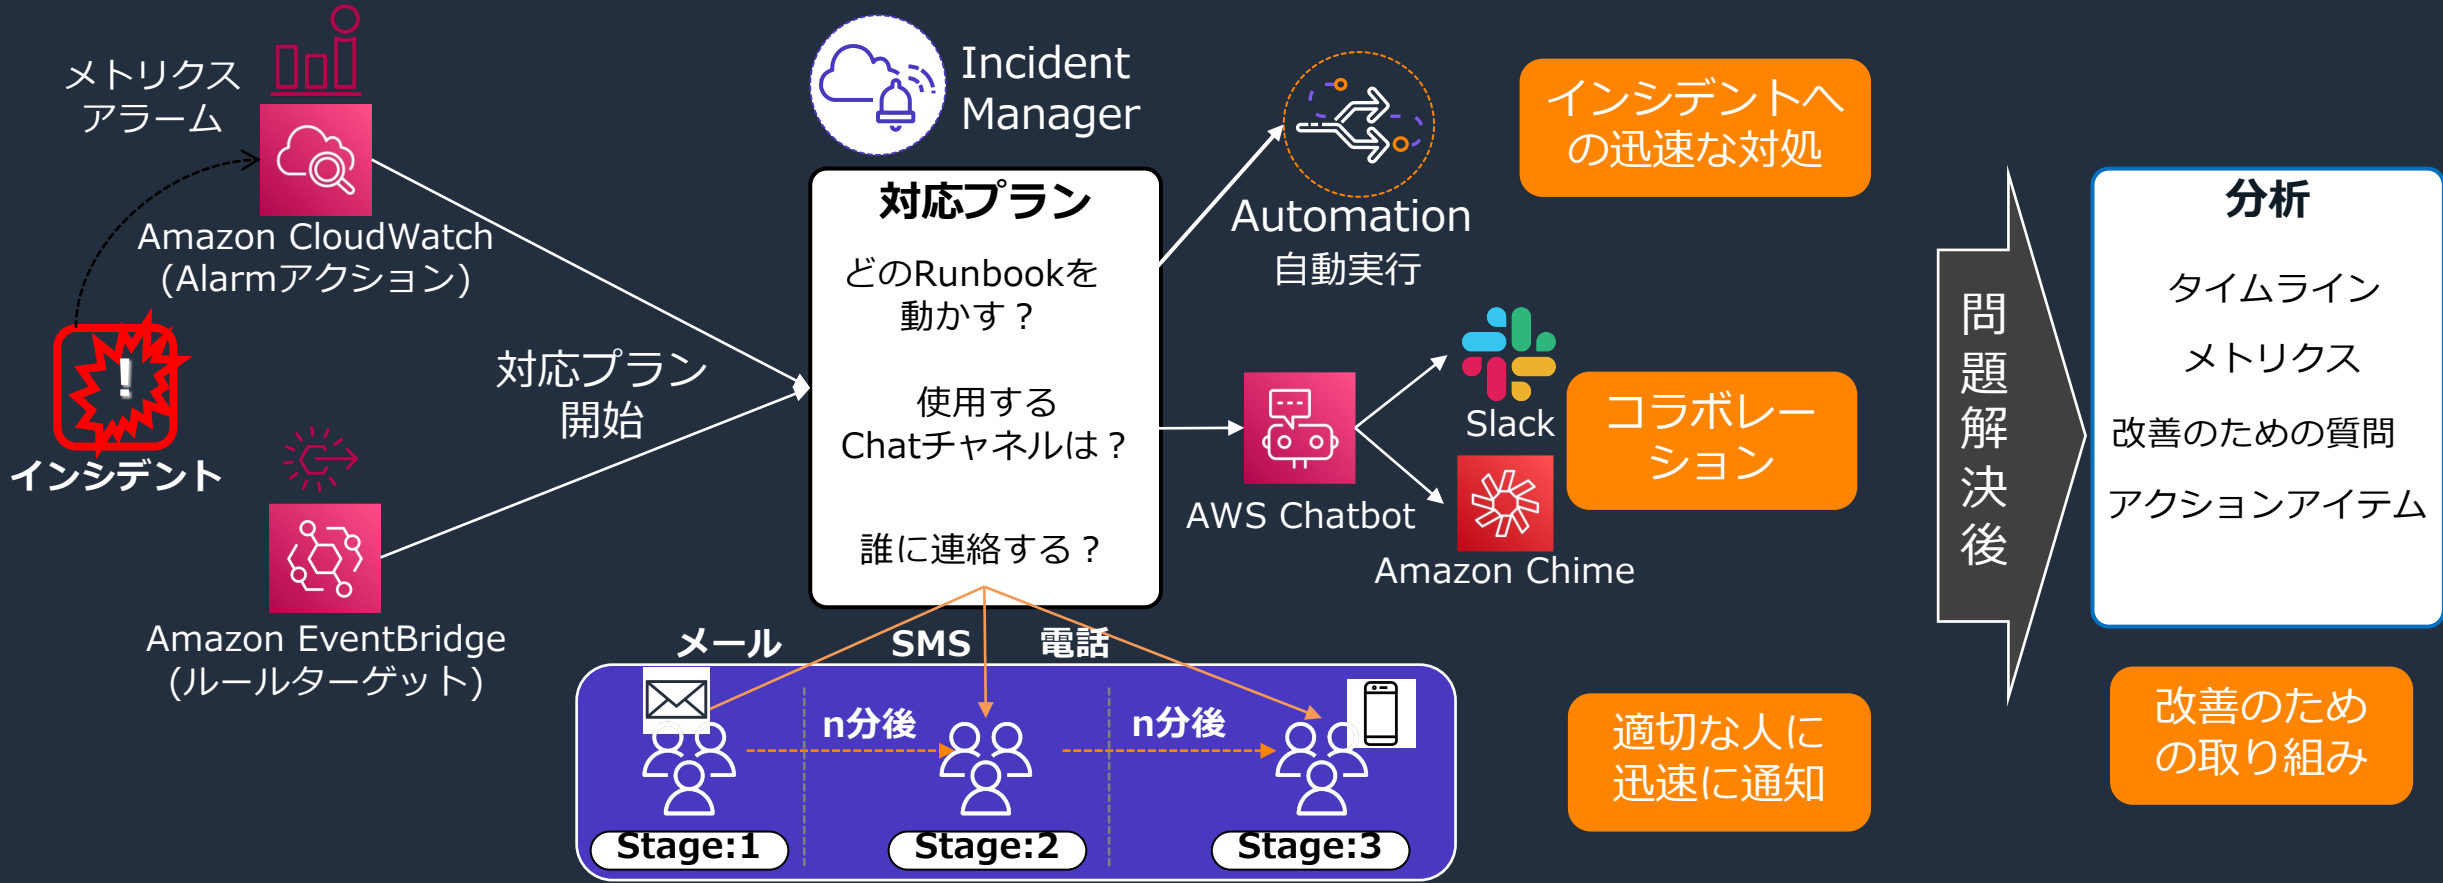 メトリクス
アラーム
Amazon CloudWatch
(Alarmアクション)
!
インシデント
Amazon EventBridge
(ルールターゲット)
対応プラン
開始
Incident
Manager
対応プラン
どのRunbookを
動かす？
使用する
Chatチャネルは？
誰に連絡する？
Automation
自動実行
インシデントへ
の迅速な対処
AWS Chatbot
Slack
Amazon Chime
コラボレー
ション
メール
SMS
電話
n分後
n分後
Stage:1
Stage:2
Stage:3
適切な人に
迅速に通知
問題解決後
分析
タイムライン
メトリクス
改善のための質問
アクションアイテム
改善のため
の取り組み